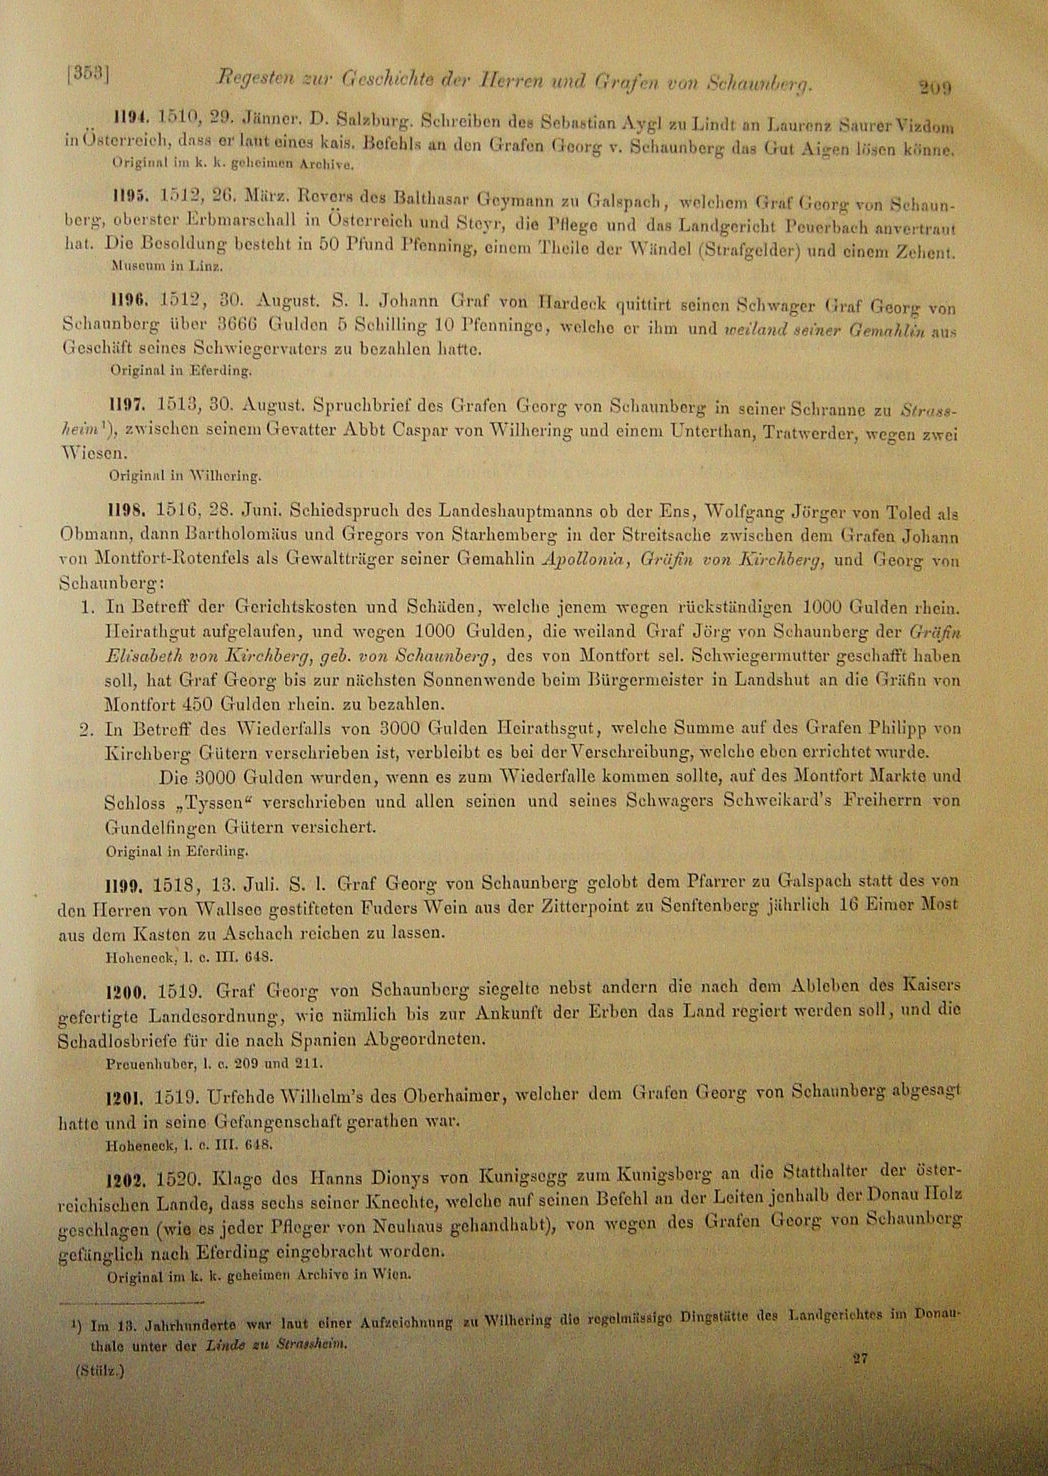 [353]
Regesten zur Geschichte der Herren und Grafen von Schaunberg.
209
1194. 1510, 29. Jänner. D. Salzburg. Schreiben des Sebastian Aygl zu Lindt an Laurenz Saurer Vizdom
in Österreich, dass er laut eines kais. Befehls an den Grafen Georg v. Schaunberg das Gut Aigen lösen könne.
Original im k. k. geheimen Archive.
1195. 1512, 26. März. Revers des Balthasar Geymann zu Galspach, welchem Graf Georg von Schaun-
berg, oberster Erbmarschall in Österreich und Steyr, die Pflege und das Landgericht Peuerbach anvertraut
hat. Die Besoldung besteht in 50 Pfund Pfenning, einem Theile der Wändel (Strafgelder) und einem Zehent.
Museum in Linz.
1196. 1512, 30. August. S. l. Johann Graf von Hardeck quittirt seinen Schwager Graf Georg von
Schaunberg über 3666 Gulden 5 Schilling 10 Pfenninge, welche er ihm und weiland seiner Gemahlin aus
Geschäft seines Schwiegervaters zu bezahlen hatte.
Original in Eferding.
1197. 1513, 30. August. Spruchbrief des Grafen Georg von Schaunberg in seiner Schranne zu Strass-
heim¹), zwischen seinem Gevatter Abbt Caspar von Wilhering und einem Unterthan, Tratwerder, wegen zwei
Wiesen.
Original in Wilhering.
1198. 1516, 28. Juni. Schiedspruch des Landeshauptmanns ob der Ens, Wolfgang Jörger von Toled als
Obmann, dann Bartholomäus und Gregors von Starhemberg in der Streitsache zwischen dem Grafen Johann
von Montfort-Rotenfels als Gewaltträger seiner Gemahlin Apollonia, Gräfin von Kirchberg, und Georg von
Schaunberg:
1. In Betreff der Gerichtskosten und Schäden, welche jenem wegen rückständigen 1000 Gulden rhein.
Heirathgut aufgelaufen, und wegen 1000 Gulden, die weiland Graf Jörg von Schaunberg der Gräfin
Elisabeth von Kirchberg, geb. von Schaunberg, des von Montfort sel. Schwiegermutter geschafft haben
soll, hat Graf Georg bis zur nächsten Sonnenwende beim Bürgermeister in Landshut an die Gräfin von
Montfort 450 Gulden rhein. zu bezahlen.
2. In Betreff des Wiederfalls von 3000 Gulden Heirathsgut, welche Summe auf des Grafen Philipp von
Kirchberg Gütern verschrieben ist, verbleibt es bei der Verschreibung, welche eben errichtet wurde.
Die 3000 Gulden wurden, wenn es zum Wiederfalle kommen sollte, auf des Montfort Markte und
Schloss „Tyssen“ verschrieben und allen seinen und seines Schwagers Schweikard's Freiherrn von
Gundelfingen Gütern versichert.
Original in Eferding.
1199. 1518, 13. Juli. S. l. Graf Georg von Schaunberg gelobt dem Pfarrer zu Galspach statt des von
den Herren von Wallsee gestifteten Fuders Wein aus der Zitterpoint zu Senftenberg jährlich 16 Eimer Most
aus dem Kasten zu Aschach reichen zu lassen.
Hoheneck, l. c. III. 648.
1200. 1519. Graf Georg von Schaunberg siegelte nebst andern die nach dem Ableben des Kaisers
gefertigte Landesordnung, wie nämlich bis zur Ankunft der Erben das Land regiert werden soll, und die
Schadlosbriefe für die nach Spanien Abgeordneten.
Preuenhuber, l. c. 209 und 211.
1201. 1519. Urfehde Wilhelm's des Oberhaimer, welcher dem Grafen Georg von Schaunberg abgesagt
hatte und in seine Gefangenschaft gerathen war.
Hoheneck, l. c. III. 648.
1202. 1520. Klage des Hanns Dionys von Kunigsegg zum Kunigsberg an die Statthalter der öster-
reichischen Lande, dass sechs seiner Knechte, welche auf seinen Befehl an der Leiten jenhalb der Donau Holz
geschlagen (wie es jeder Pfleger von Neuhaus gehandhabt), von wegen des Grafen Georg von Schaunberg
gefänglich nach Eferding eingebracht worden.
Original im k. k. geheimen Archive in Wien.
¹) Im 13. Jahrhunderte war laut einer Aufzeichnung zu Wilhering die regelmässige Dingstätte des Landgerichtes im Donau-
thale unter der Linde zu Strassheim.
(Stülz.)
27